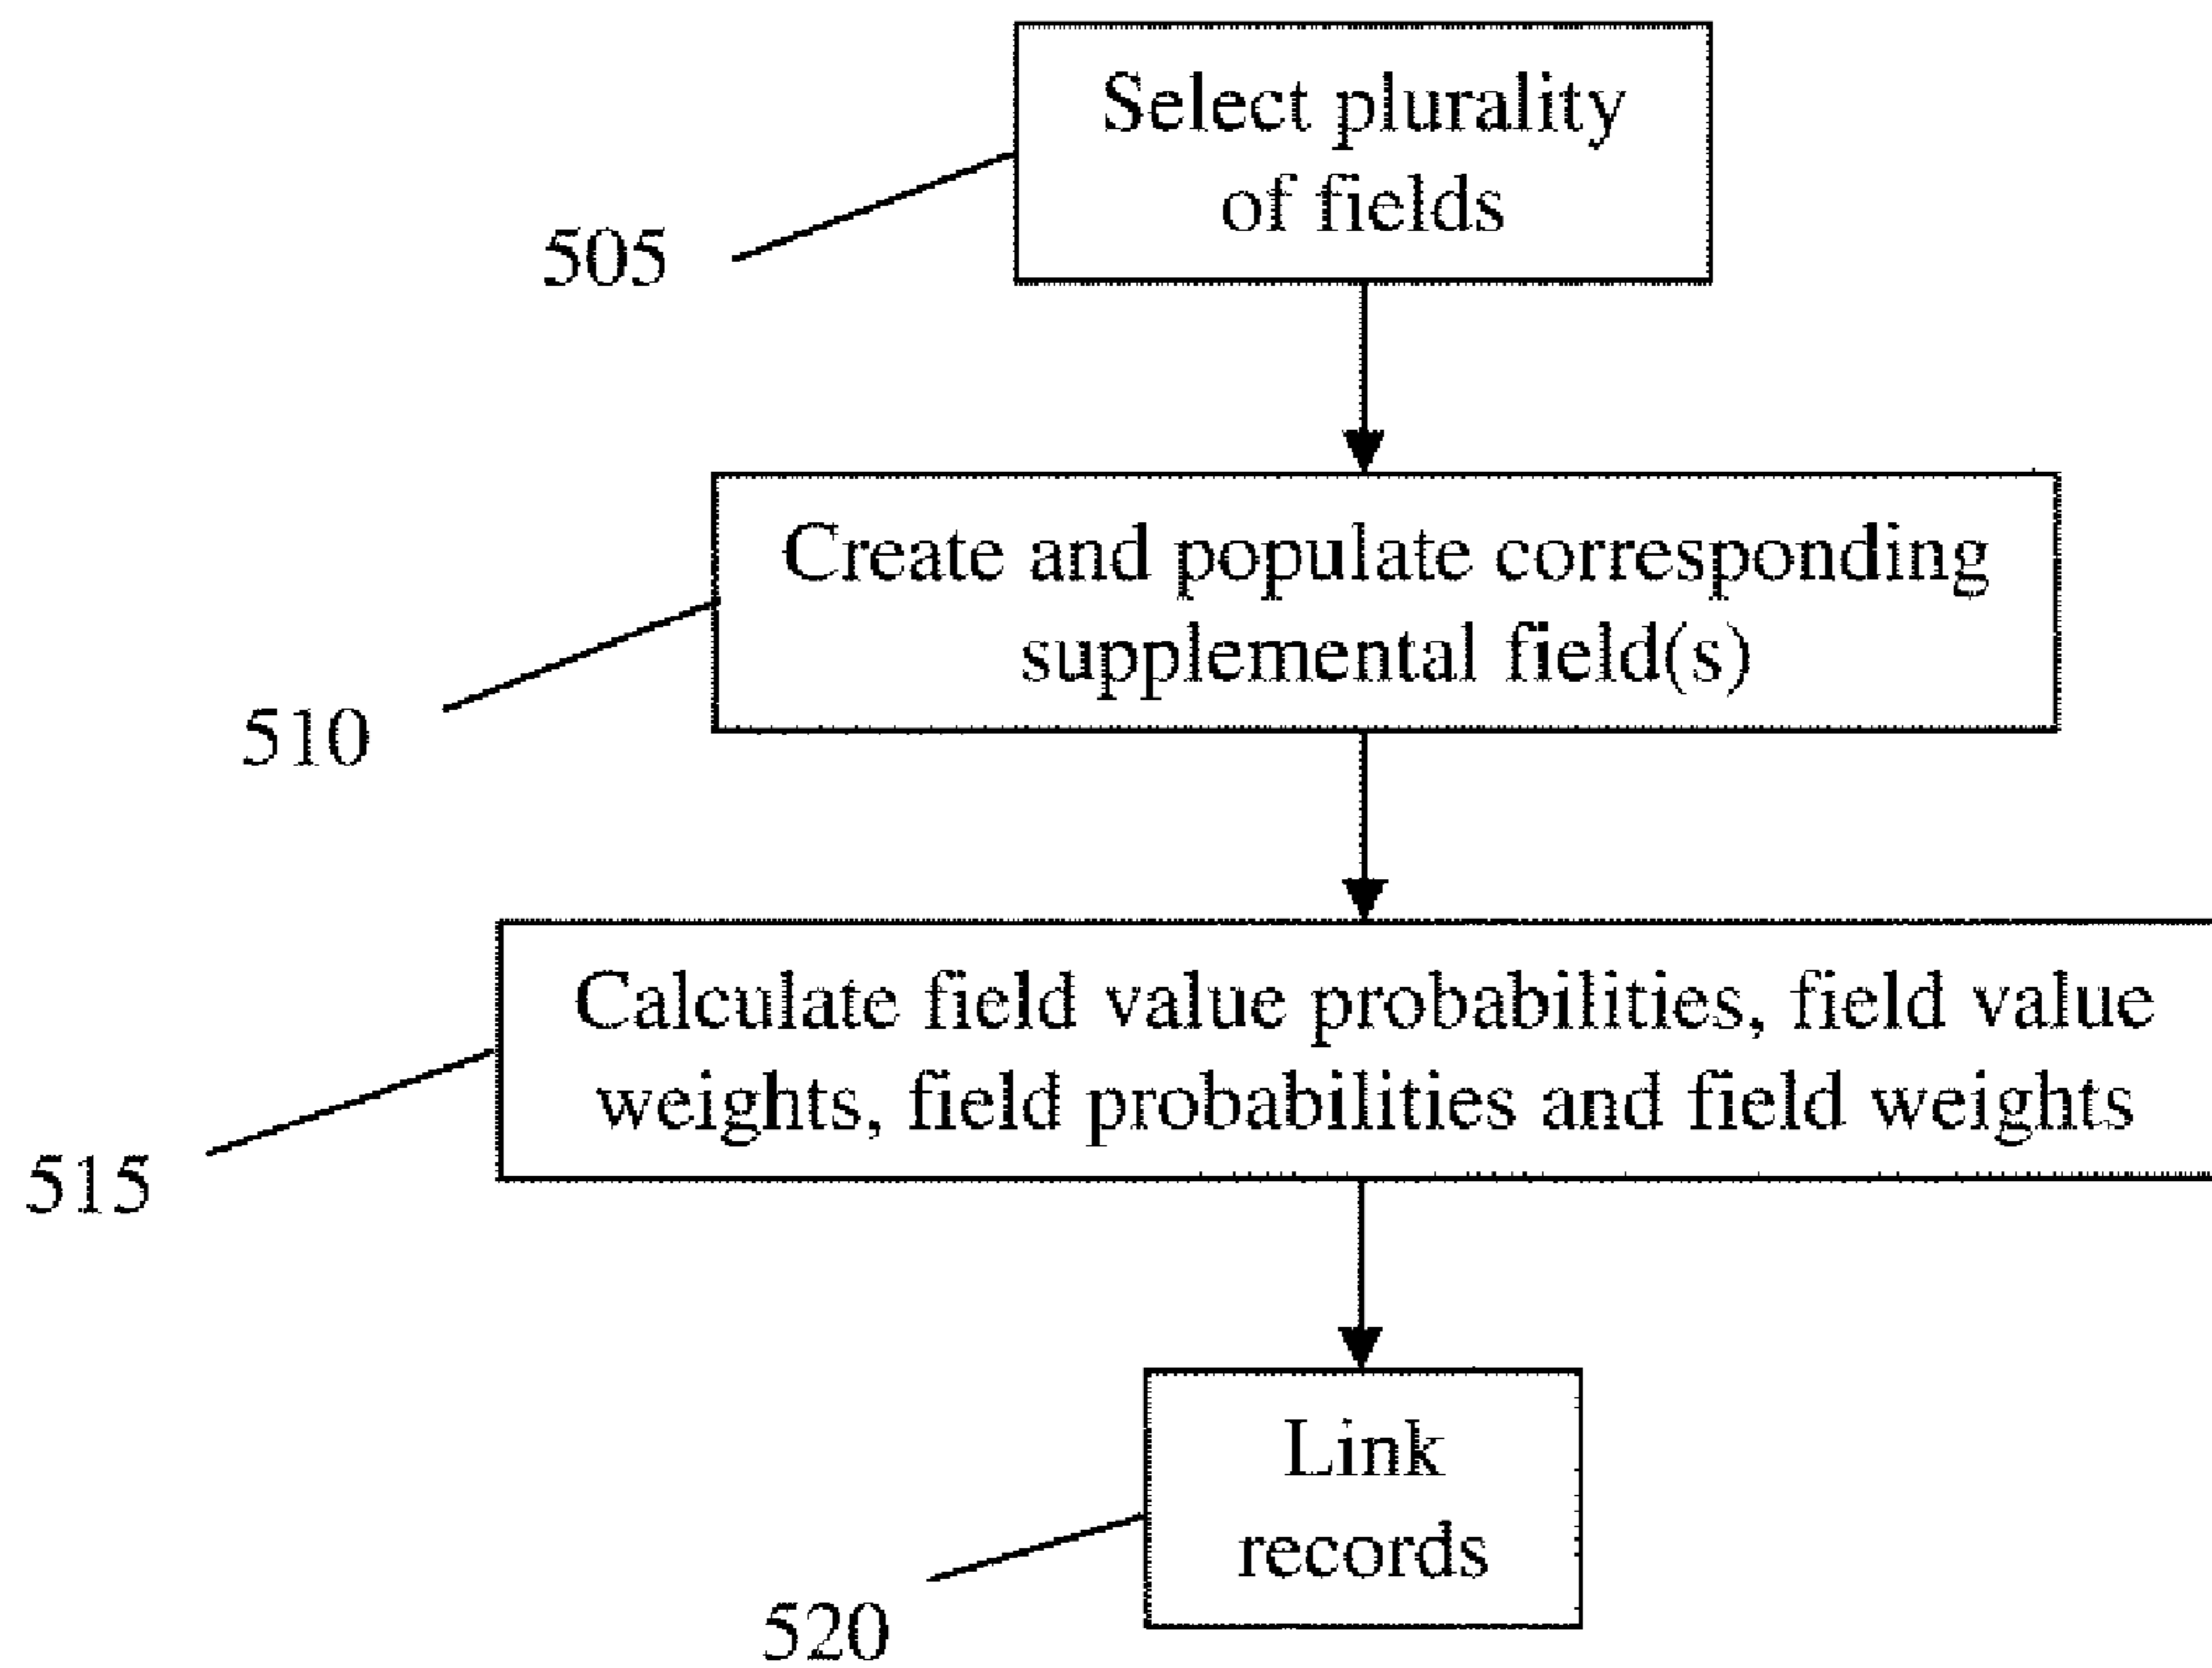 Select plurality
of fields
505
Create and populate corresponding
supplemental field(s)
510
Calculate field value probabilities, field value
weights, field probabilities and field weights
515
Link
records
520